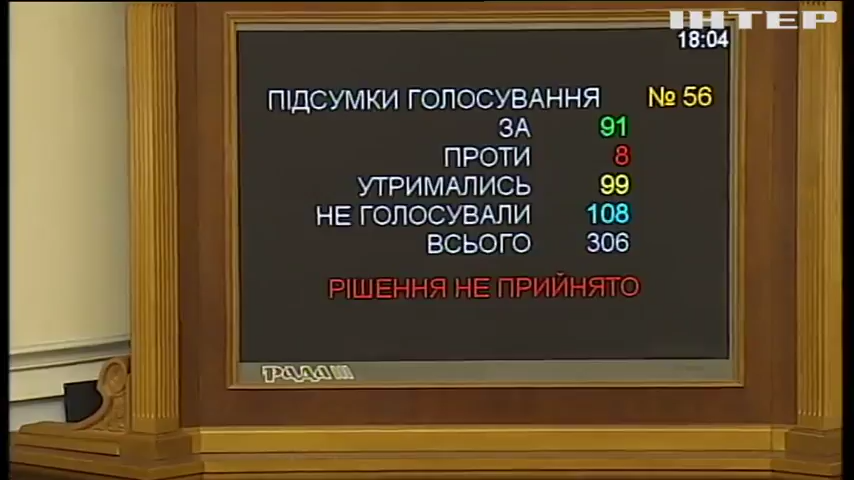 ІНТЕР
18:04
ПІДСУМКИ ГОЛОСУВАННЯ № 56
ЗА 91
ПРОТИ 8
УТРИМАЛИСЬ 99
НЕ ГОЛОСУВАЛИ 108
ВСЬОГО 306
РІШЕННЯ НЕ ПРИЙНЯТО
РАДА III